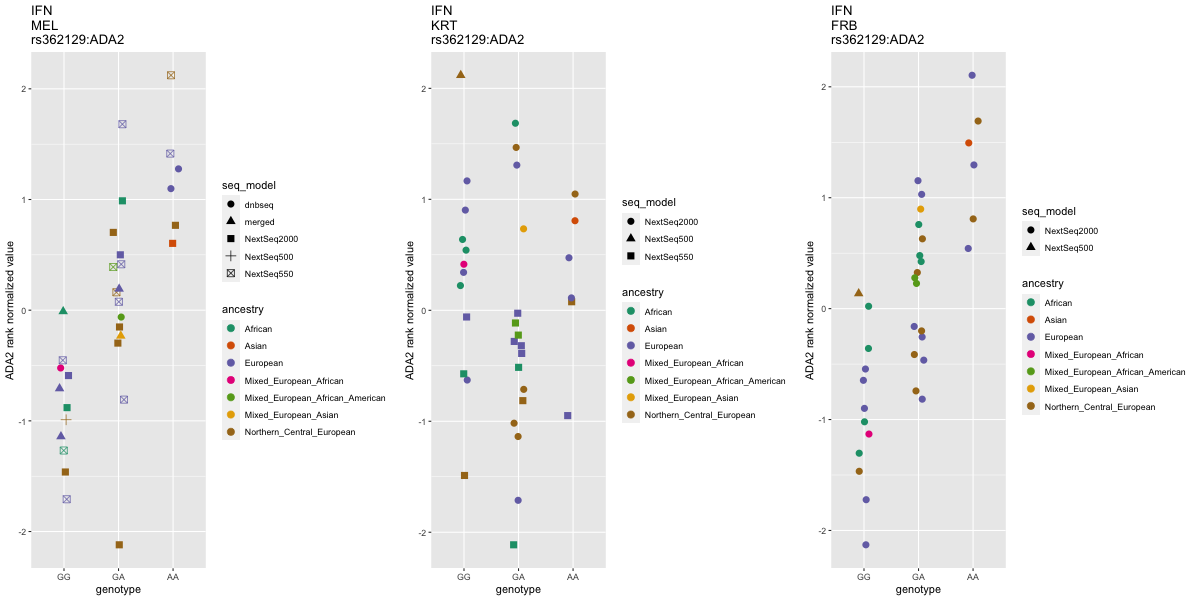 IFN
MEL
rs362129:ADA2
ADA2 rank normalized value
2
1
0
-1
-2
GG
GA
AA
genotype
seq_model
dnbseq
merged
NextSeq2000
NextSeq500
NextSeq550
ancestry
African
Asian
European
Mixed_European_African
Mixed_European_African_American
Mixed_European_Asian
Northern_Central_European
IFN
KRT
rs362129:ADA2
ADA2 rank normalized value
2
1
0
-1
-2
GG
GA
AA
genotype
seq_model
NextSeq2000
NextSeq500
NextSeq550
ancestry
African
Asian
European
Mixed_European_African
Mixed_European_African_American
Mixed_European_Asian
Northern_Central_European
IFN
FRB
rs362129:ADA2
ADA2 rank normalized value
2
1
0
-1
-2
GG
GA
AA
genotype
seq_model
NextSeq2000
NextSeq500
ancestry
African
Asian
European
Mixed_European_African
Mixed_European_African_American
Mixed_European_Asian
Northern_Central_European